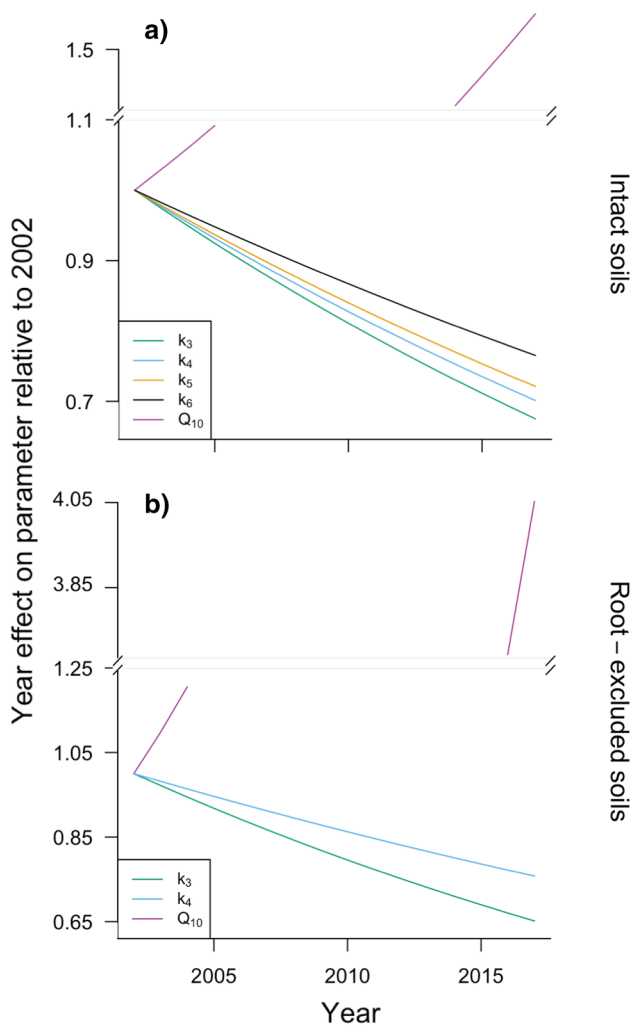 a)
1.5
1.1
0.9
0.7
k3
k4
k5
k6
Q10
Intact soils
Year effect on parameter relative to 2002
b)
4.05
3.85
1.25
1.05
0.85
0.65
k3
k4
Q10
Root – excluded soils
2005 2010 2015
Year